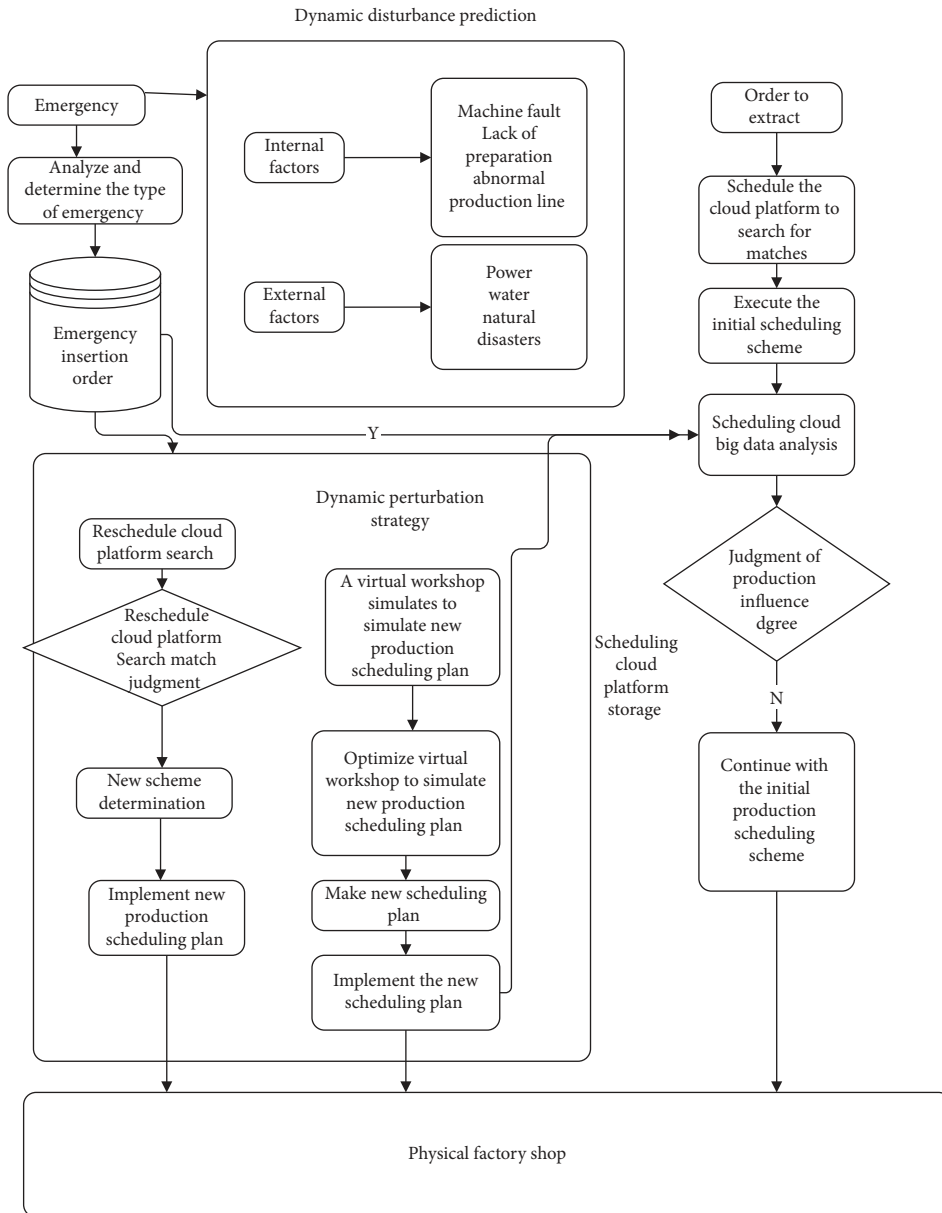 Dynamic disturbance prediction
Emergency
Analyze and
determine the type
of emergency
Emergency
insertion
order
Internal
factors
Machine fault
Lack of
preparation
abnormal
production line
External
factors
Power
water
natural
disasters
Order to
extract
Schedule the
cloud platform to
search for
matches
Execute the
initial scheduling
scheme
Scheduling cloud
big data analysis
Y
Judgment of
production
influence
dgree
N
Continue with
the initial
production
scheduling
scheme
Dynamic perturbation
strategy
Reschedule cloud
platform search
Reschedule
cloud platform
Search match
judgment
New scheme
determination
Implement new
production
scheduling plan
A virtual workshop
simulates to
simulate new
production
scheduling plan
Optimize virtual
workshop to simulate
new production
scheduling plan
Make new scheduling
plan
Implement the new
scheduling plan
Scheduling
cloud
platform
storage
Physical factory shop